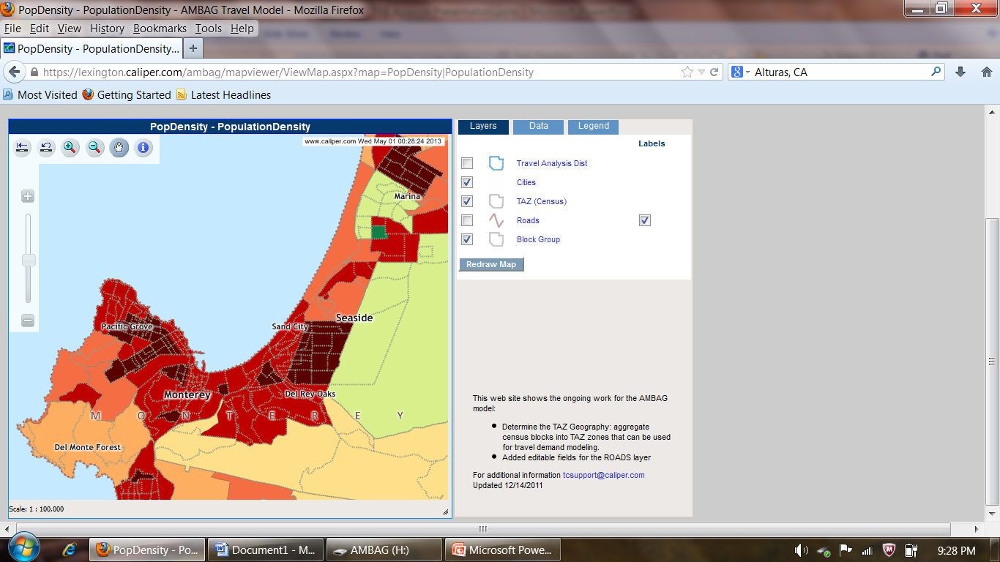 PopDensity - PopulationDensity - AMBAG Travel Model - Mozilla Firefox
File Edit View History Bookmarks Tools Help
PopDensity - PopulationDensity...
https://lexington.caliper.com/ambag/mapviewer/ViewMap.aspx?map=PopDensity|PopulationDensity
Alturas, CA
Most Visited Getting Started Latest Headlines
PopDensity - PopulationDensity
www.caliper.com Wed May 01 00:28:24 2013
Marina
Seaside
Sand City
Pacific Grove
Monterey
Del Rey Oaks
M O N T E R E Y
Del Monte Forest
Scale: 1 : 100,000
Layers Data Legend
Labels
Travel Analysis Dist
Cities
TAZ (Census)
Roads
Block Group
Redraw Map
This web site shows the ongoing work for the AMBAG
model:
Determine the TAZ Geography: aggregate
census blocks into TAZ zones that can be used
for travel demand modeling.
Added editable fields for the ROADS layer
For additional information tcsupport@caliper.com
Updated 12/14/2011
PopDensity - Po... Document1 - M... AMBAG (H:) Microsoft Powe... 9:28 PM